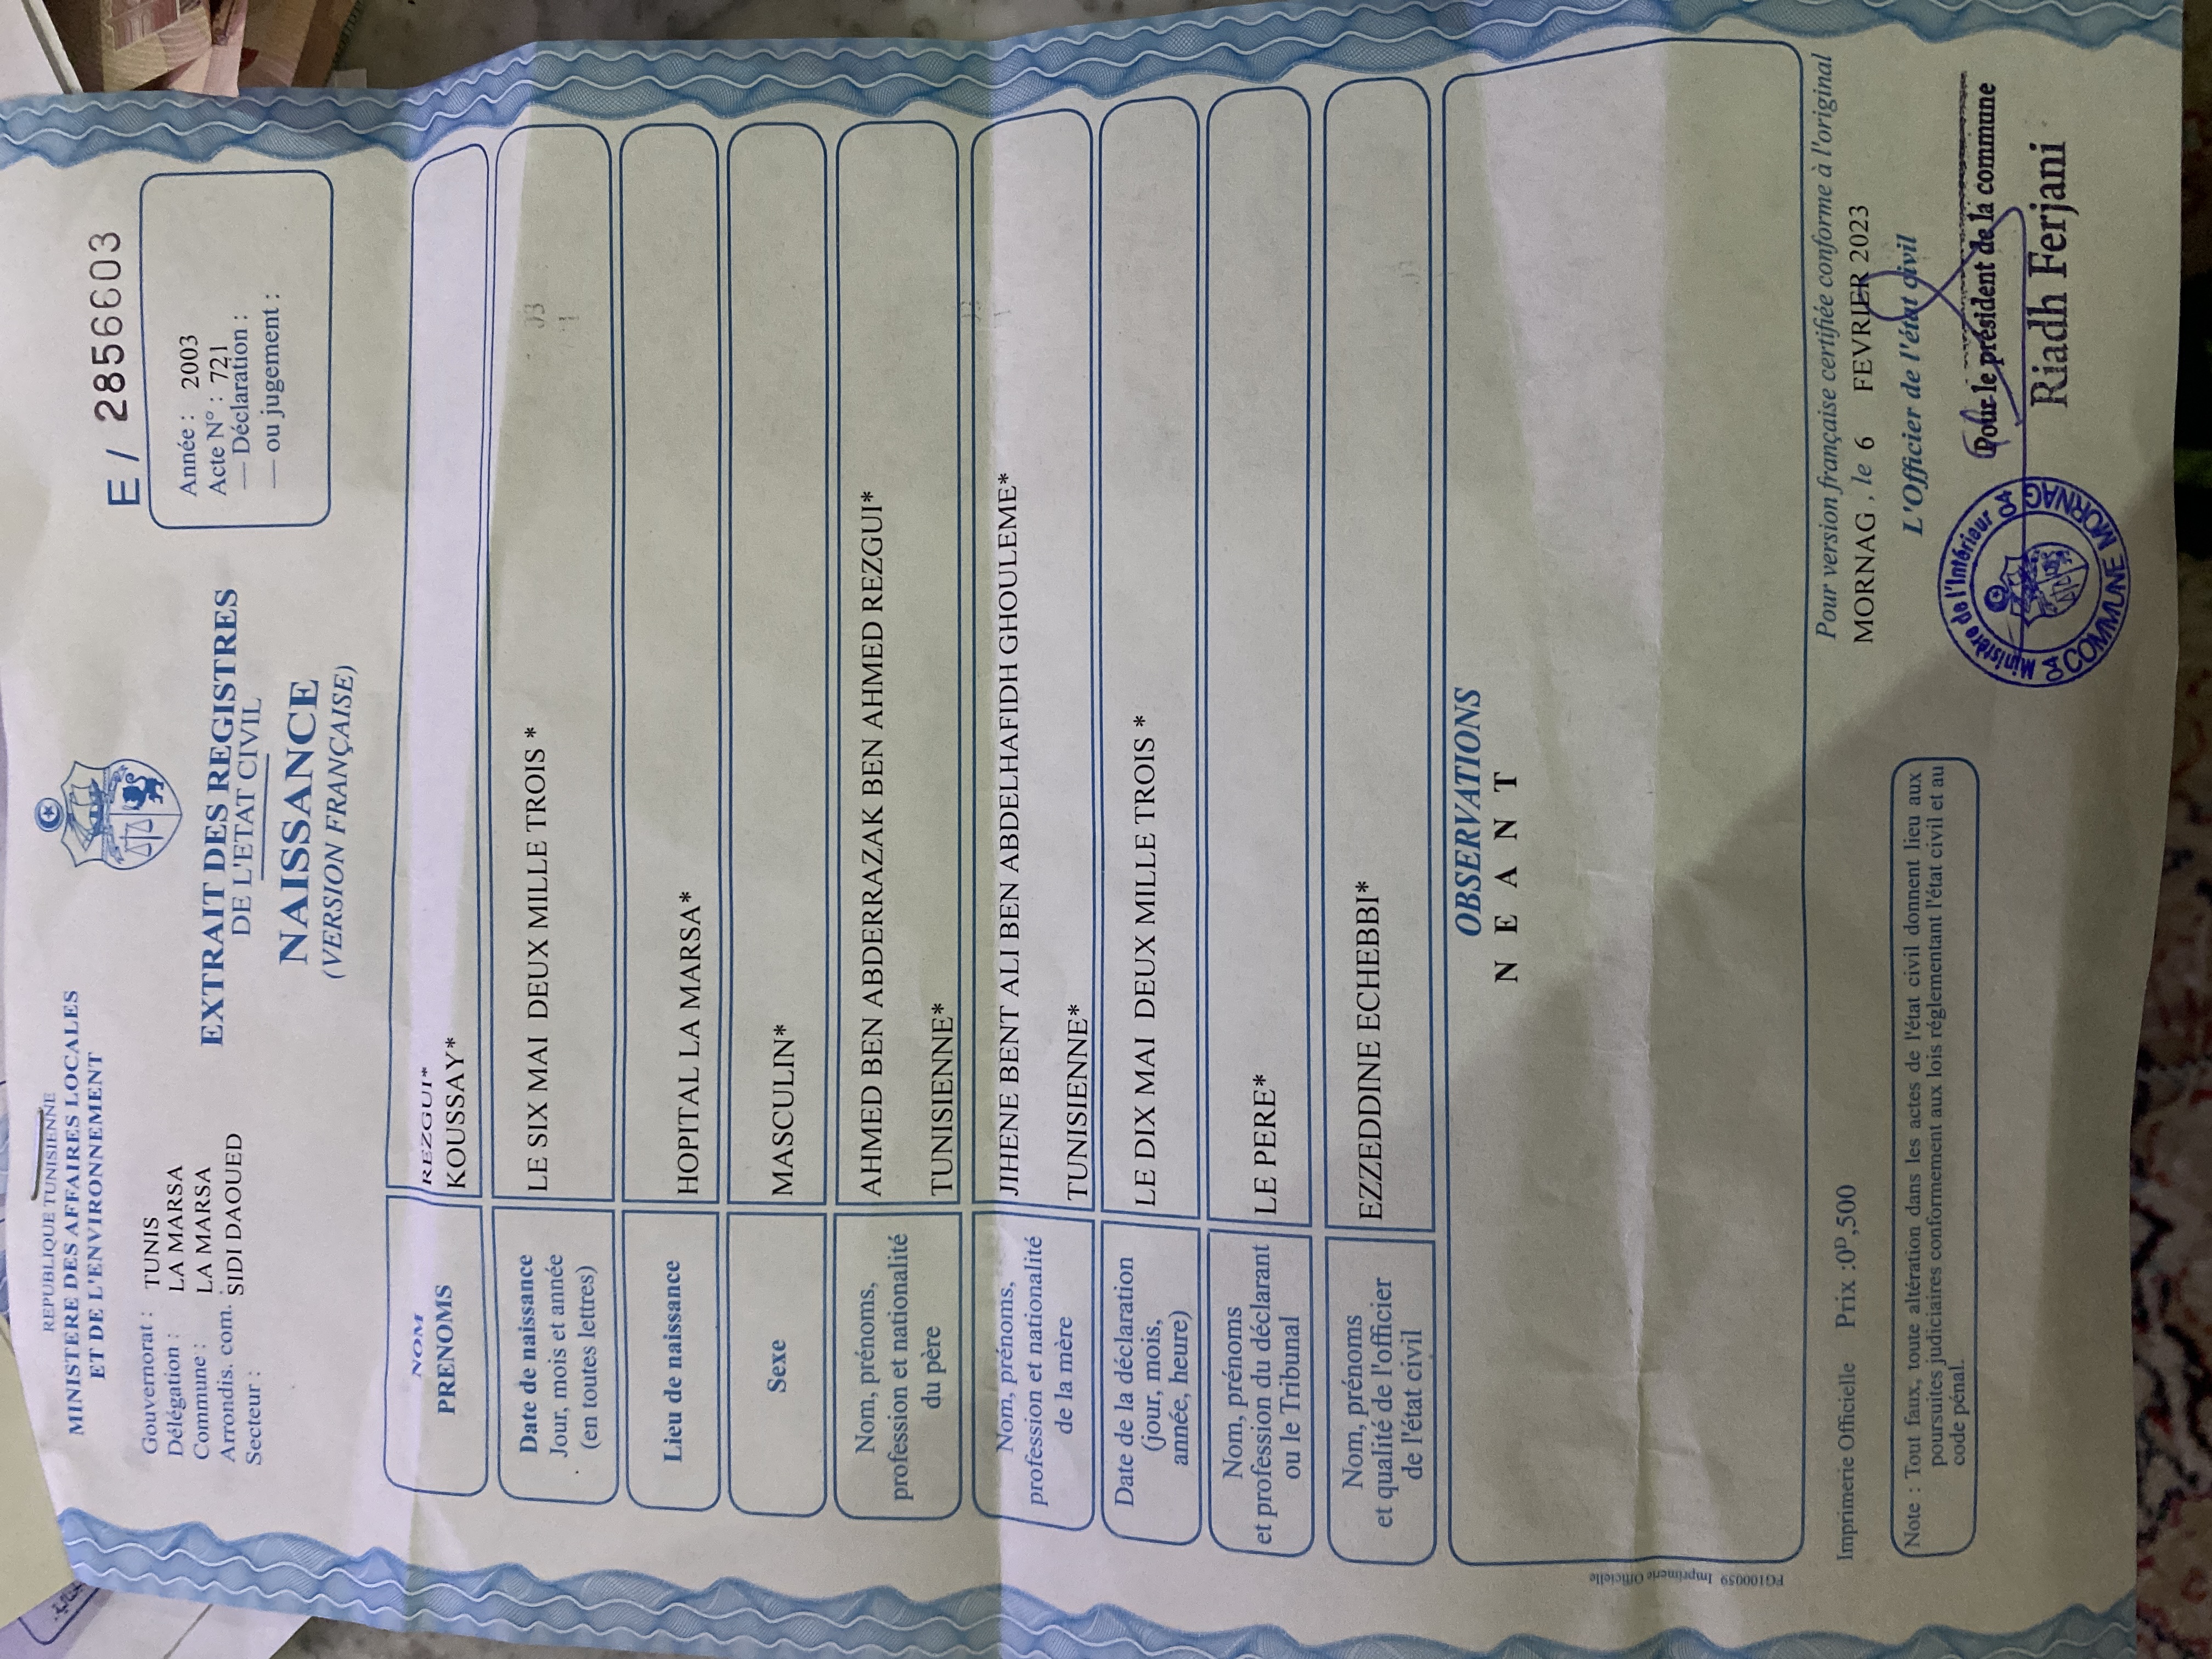 REPUBLIQUE TUNISIENNE
MINISTERE DES AFFAIRES LOCALES
ET DE L'ENVIRONNEMENT
Gouvernorat : TUNIS
Délégation : LA MARSA
Commune : LA MARSA
Arrondis. com. : SIDI DAOUED
Secteur :
EXTRAIT DES REGISTRES
DE L'ETAT CIVIL
NAISSANCE
(VERSION FRANÇAISE)
E / 2856603
Année : 2003
Acte N° : 721
— Déclaration :
— ou jugement :
NOM REZGUI*
PRENOMS KOUSSAY*
Date de naissance
Jour, mois et année
(en toutes lettres)
LE SIX MAI DEUX MILLE TROIS *
Lieu de naissance
HOPITAL LA MARSA*
Sexe
MASCULIN*
Nom, prénoms,
profession et nationalité
du père
AHMED BEN ABDERRAZAK BEN AHMED REZGUI*
TUNISIENNE*
Nom, prénoms,
profession et nationalité
de la mère
JIHENE BENT ALI BEN ABDELHAFIDH GHOULEME*
TUNISIENNE*
Date de la déclaration
(jour, mois,
année, heure)
LE DIX MAI DEUX MILLE TROIS *
Nom, prénoms
et profession du déclarant
ou le Tribunal
LE PERE*
Nom, prénoms
et qualité de l'officier
de l'état civil
EZZEDDINE ECHEBBI*
OBSERVATIONS
N E A N T
FG100059 Imprimerie Officielle
Imprimerie Officielle Prix :0ᴰ,500
Pour version française certifiée conforme à l'original
MORNAG , le 6 FEVRIER 2023
L'Officier de l'état civil
Pour le président de la commune
Riadh Ferjani
Ministère de l'Intérieur
COMMUNE MORNAG
Note : Tout faux, toute altération dans les actes de l'état civil donnent lieu aux
poursuites judiciaires conformement aux lois réglementant l'état civil et au
code pénal.